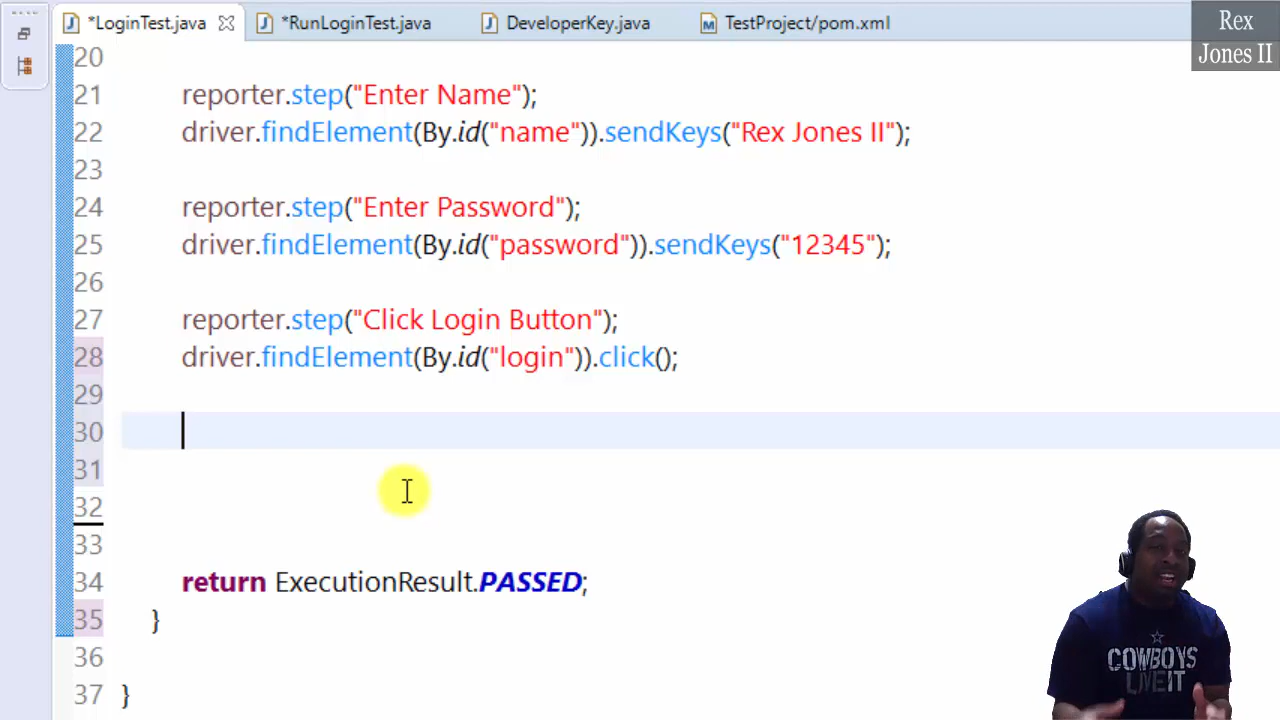 *LoginTest.java
*RunLoginTest.java
DeveloperKey.java
TestProject/pom.xml
Rex
Jones II
20
21 reporter.step("Enter Name");
22 driver.findElement(By.id("name")).sendKeys("Rex Jones II");
23
24 reporter.step("Enter Password");
25 driver.findElement(By.id("password")).sendKeys("12345");
26
27 reporter.step("Click Login Button");
28 driver.findElement(By.id("login")).click();
29
30
31
32
33
34 return ExecutionResult.PASSED;
35 }
36
37 }
COWBOYS
LIVE IT